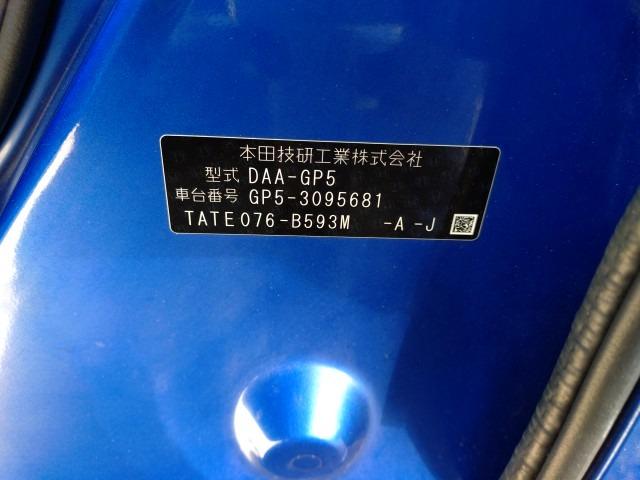 本田技研工業株式会社
型式 DAA-GP5
車台番号 GP5-3095681
TATE076-B593M -A -J